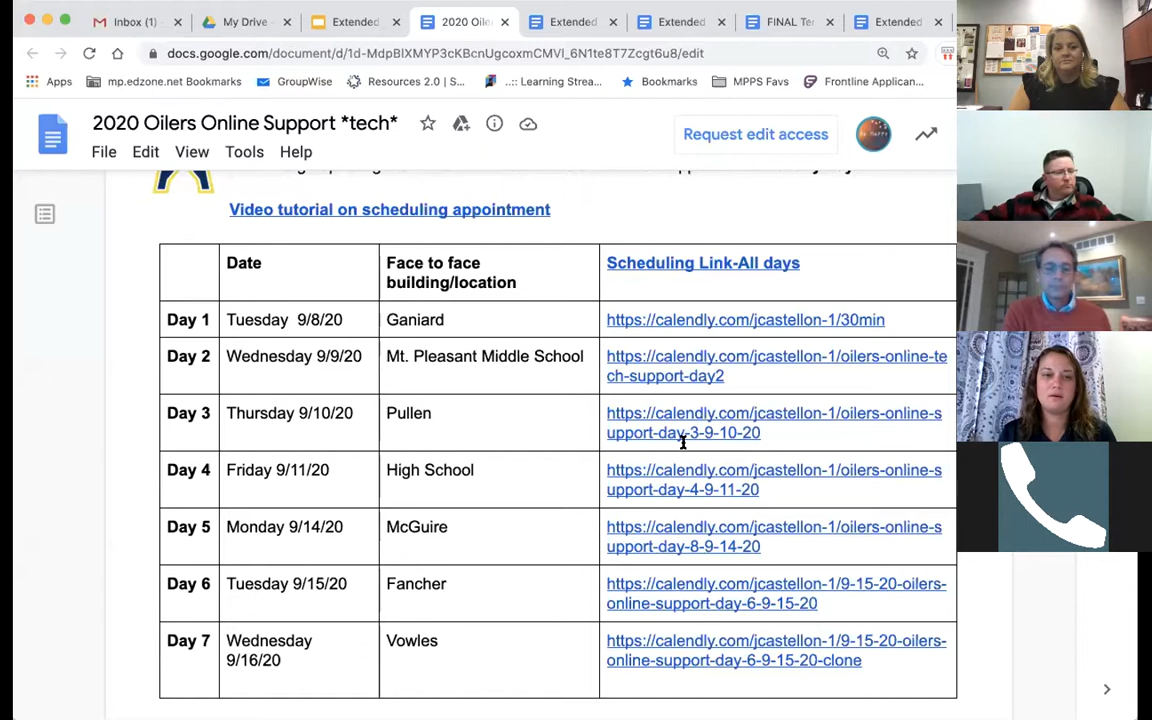 Inbox (1)
My Drive -
Extended
2020 Oile
Extended
Extended
FINAL Te
Extended
docs.google.com/document/d/1d-MdpBlXMYP3cKBcnUgcoxmCMVI_6N1te8T7Zcgt6u8/edit
Apps
mp.edzone.net Bookmarks
GroupWise
Resources 2.0 | S...
..:: Learning Strea...
Bookmarks
MPPS Favs
Frontline Applican...
2020 Oilers Online Support *tech*
Request edit access
File Edit View Tools Help
Video tutorial on scheduling appointment
Date
Face to face
building/location
Scheduling Link-All days
Day 1
Tuesday 9/8/20
Ganiard
https://calendly.com/jcastellon-1/30min
Day 2
Wednesday 9/9/20
Mt. Pleasant Middle School
https://calendly.com/jcastellon-1/oilers-online-te
ch-support-day2
Day 3
Thursday 9/10/20
Pullen
https://calendly.com/jcastellon-1/oilers-online-s
upport-day-3-9-10-20
Day 4
Friday 9/11/20
High School
https://calendly.com/jcastellon-1/oilers-online-s
upport-day-4-9-11-20
Day 5
Monday 9/14/20
McGuire
https://calendly.com/jcastellon-1/oilers-online-s
upport-day-8-9-14-20
Day 6
Tuesday 9/15/20
Fancher
https://calendly.com/jcastellon-1/9-15-20-oilers-
online-support-day-6-9-15-20
Day 7
Wednesday
9/16/20
Vowles
https://calendly.com/jcastellon-1/9-15-20-oilers-
online-support-day-6-9-15-20-clone